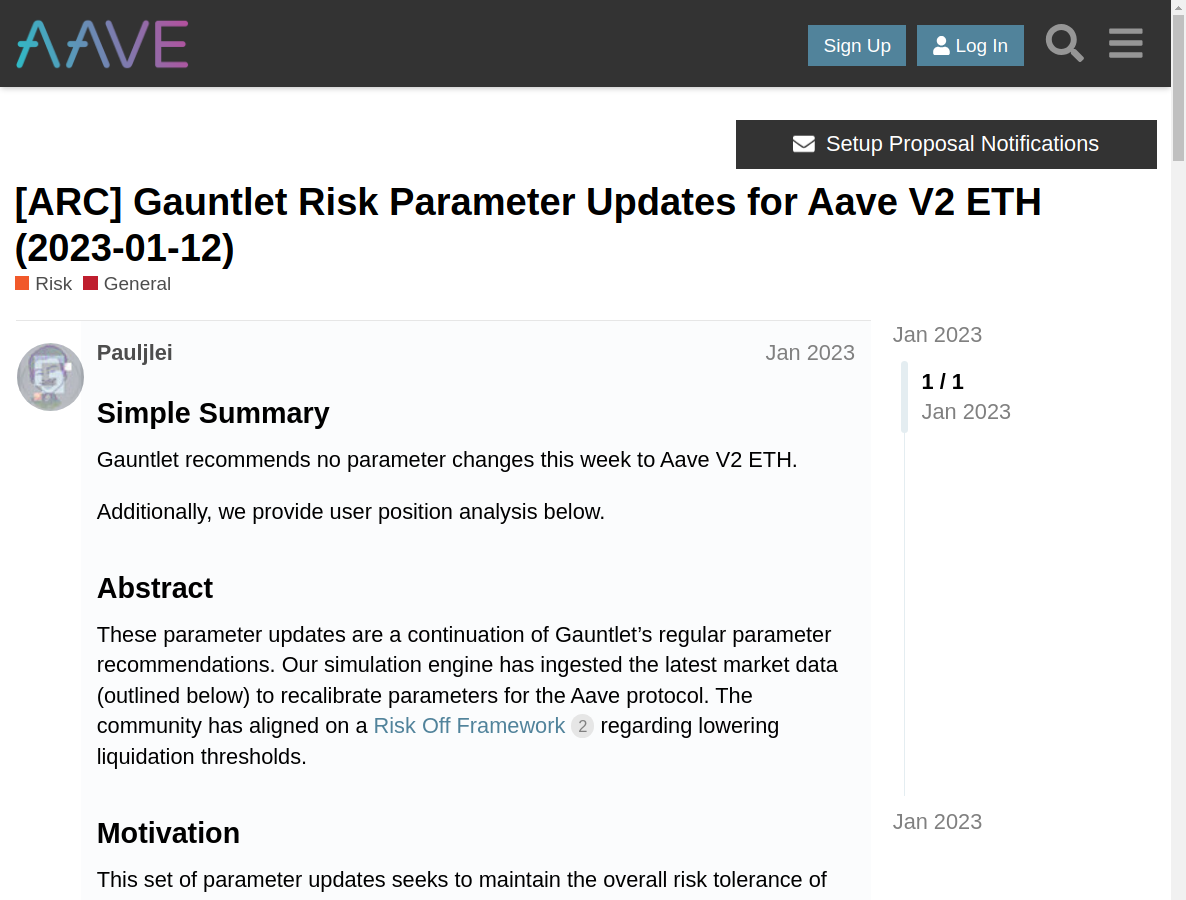 AAVE
Sign Up
Log In
Setup Proposal Notifications
[ARC] Gauntlet Risk Parameter Updates for Aave V2 ETH
(2023-01-12)
Risk General
Pauljlei Jan 2023
Jan 2023
1 / 1
Jan 2023
Simple Summary
Gauntlet recommends no parameter changes this week to Aave V2 ETH.
Additionally, we provide user position analysis below.
Abstract
These parameter updates are a continuation of Gauntlet’s regular parameter
recommendations. Our simulation engine has ingested the latest market data
(outlined below) to recalibrate parameters for the Aave protocol. The
community has aligned on a Risk Off Framework 2 regarding lowering
liquidation thresholds.
Jan 2023
Motivation
This set of parameter updates seeks to maintain the overall risk tolerance of